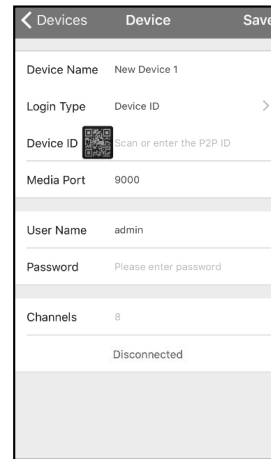 Devices Device Save
Device Name New Device 1
Login Type Device ID
Device ID Scan or enter the P2P ID
Media Port 9000
User Name admin
Password Please enter password
Channels 8
Disconnected